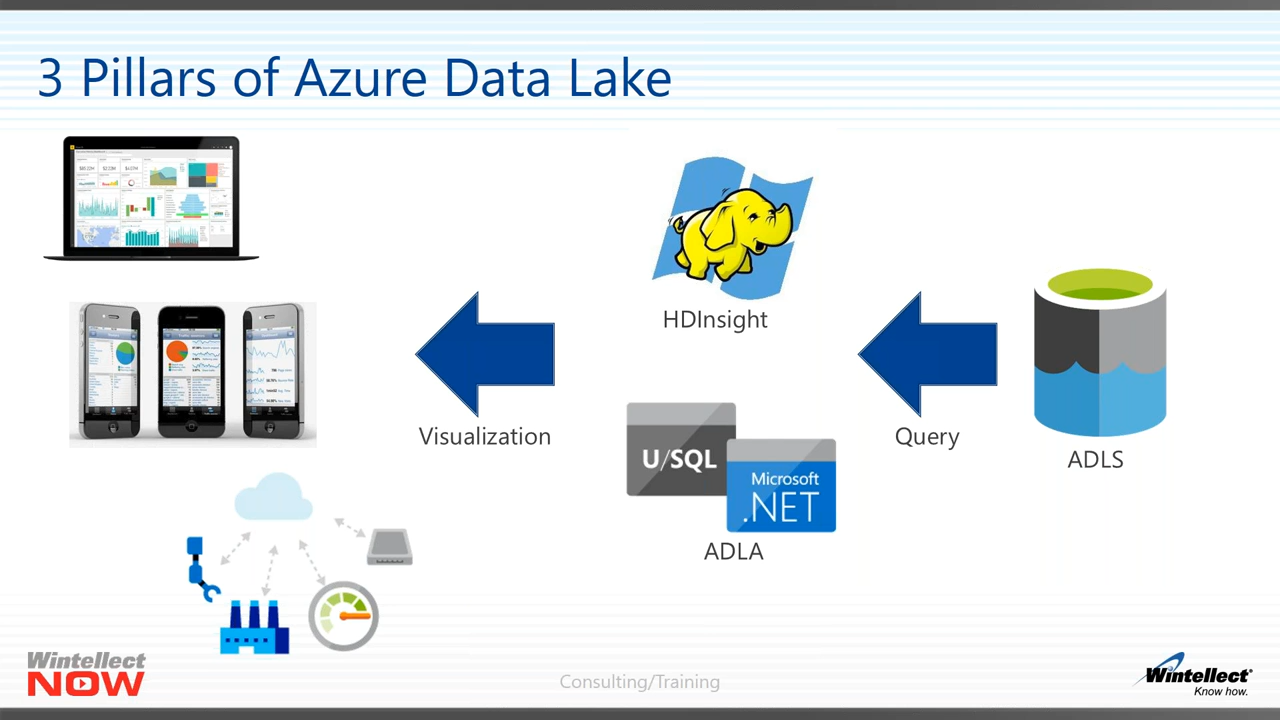 3 Pillars of Azure Data Lake
HDInsight
Visualization
Query
U/SQL
Microsoft
.NET
ADLS
ADLA
Wintellect
NOW
Consulting/Training
Wintellect
Know how.